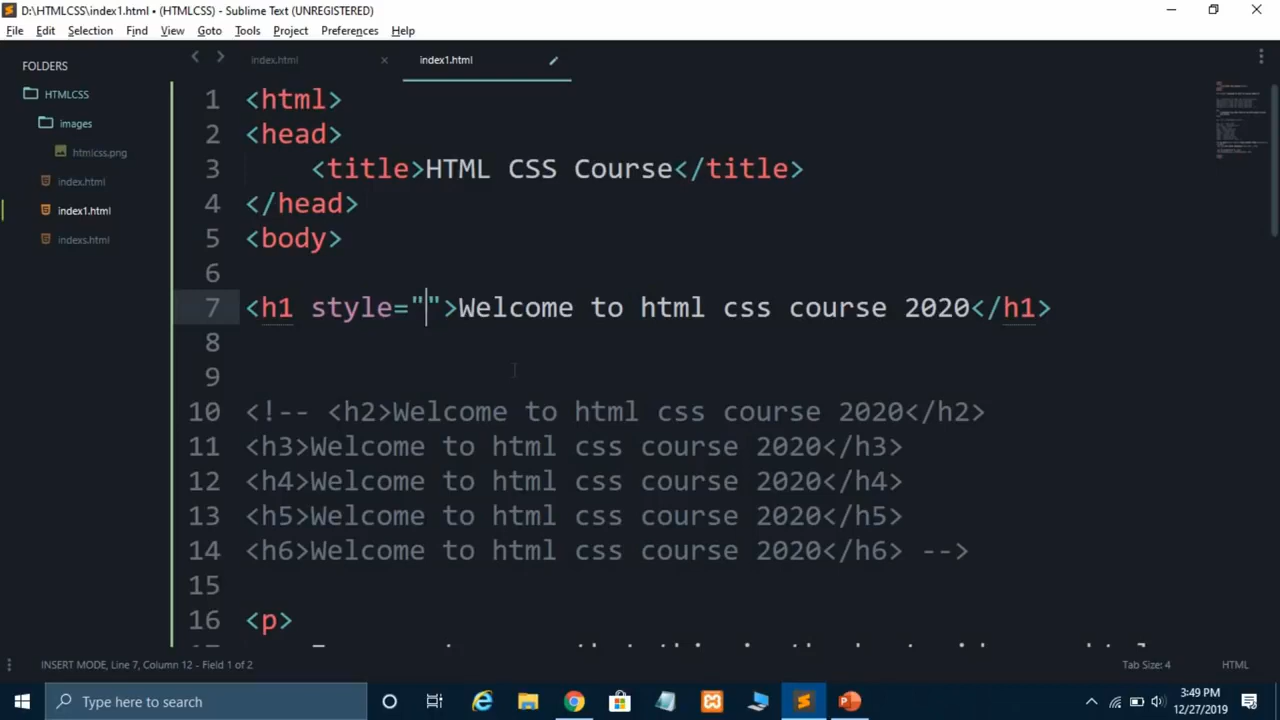 D:\HTMLCSS\index1.html • (HTMLCSS) - Sublime Text (UNREGISTERED)
File Edit Selection Find View Goto Tools Project Preferences Help
FOLDERS
HTMLCSS
images
htmlcss.png
index.html
index1.html
indexs.html
index.html
index1.html
1 <html>
2 <head>
3 <title>HTML CSS Course</title>
4 </head>
5 <body>
6
7 <h1 style="">Welcome to html css course 2020</h1>
8
9
10 <!-- <h2>Welcome to html css course 2020</h2>
11 <h3>Welcome to html css course 2020</h3>
12 <h4>Welcome to html css course 2020</h4>
13 <h5>Welcome to html css course 2020</h5>
14 <h6>Welcome to html css course 2020</h6> -->
15
16 <p>
INSERT MODE, Line 7, Column 12 - Field 1 of 2
Tab Size: 4
HTML
Type here to search
3:49 PM
12/27/2019